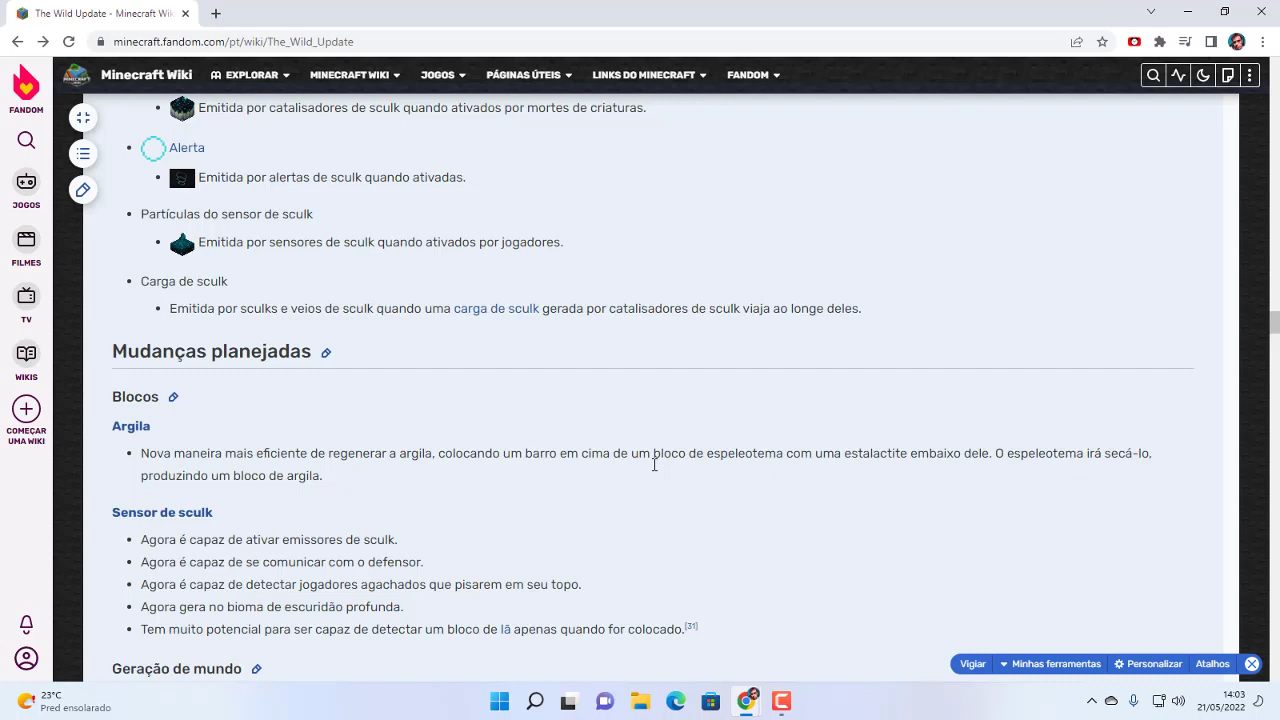 The Wild Update - Minecraft Wik
minecraft.fandom.com/pt/wiki/The_Wild_Update
FANDOM
Minecraft Wiki
EXPLORAR
MINECRAFT WIKI
JOGOS
PÁGINAS ÚTEIS
LINKS DO MINECRAFT
FANDOM
JOGOS
FILMES
TV
WIKIS
COMEÇAR
UMA WIKI
Emitida por catalisadores de sculk quando ativados por mortes de criaturas.
Alerta
Emitida por alertas de sculk quando ativadas.
Partículas do sensor de sculk
Emitida por sensores de sculk quando ativados por jogadores.
Carga de sculk
Emitida por sculks e veios de sculk quando uma carga de sculk gerada por catalisadores de sculk viaja ao longe deles.
Mudanças planejadas
Blocos
Argila
Nova maneira mais eficiente de regenerar a argila, colocando um barro em cima de um bloco de espeleotema com uma estalactite embaixo dele. O espeleotema irá secá-lo,
produzindo um bloco de argila.
Sensor de sculk
Agora é capaz de ativar emissores de sculk.
Agora é capaz de se comunicar com o defensor.
Agora é capaz de detectar jogadores agachados que pisarem em seu topo.
Agora gera no bioma de escuridão profunda.
Tem muito potencial para ser capaz de detectar um bloco de lã apenas quando for colocado.[31]
Geração de mundo
Vigiar
Minhas ferramentas
Personalizar
Atalhos
23°C
Pred ensolarado
14:03
21/05/2022